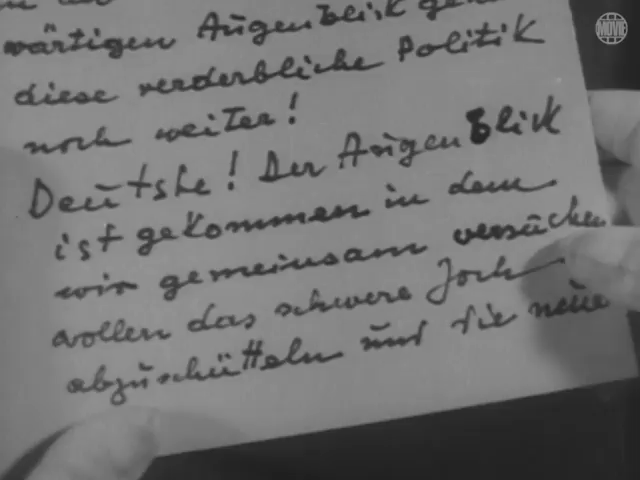 wärtigen Augenblick
diese verderbliche Politik
noch weiter!
Deutshe! Der Augenblick
ist gekommen in dem
wir gemeinsam versuchen
wollen das schwere Joch
abzuschütteln und die neue
MOVIE